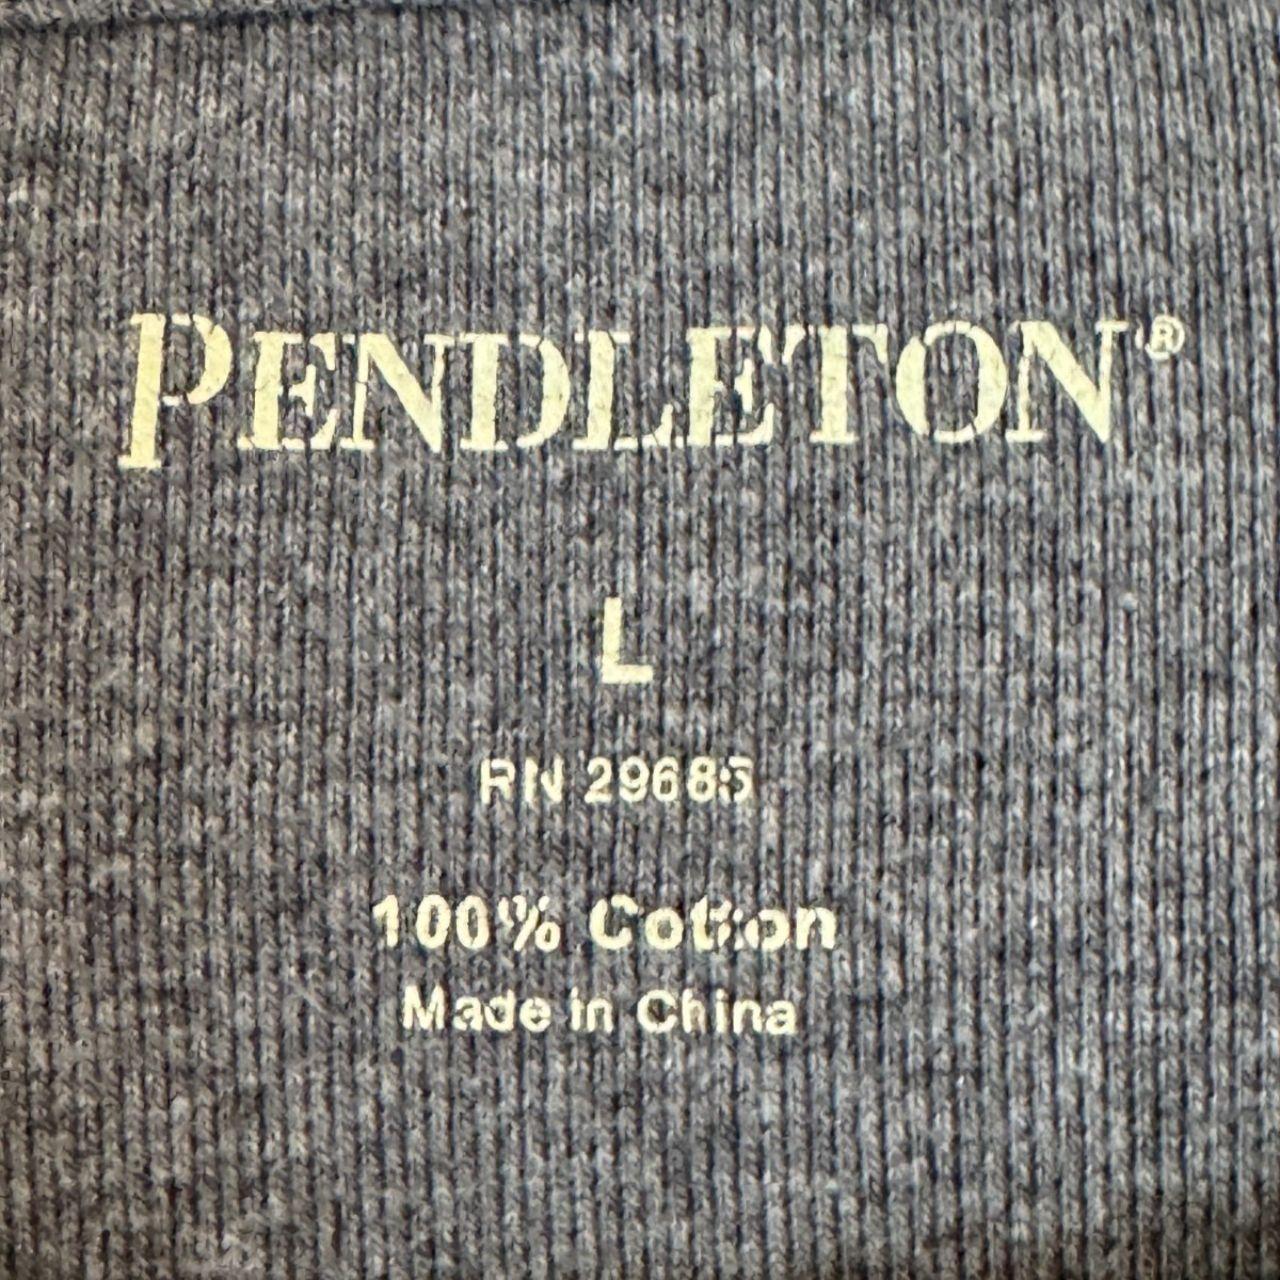 PENDLETON®
L
RN 29685
100% Cotton
Made in China